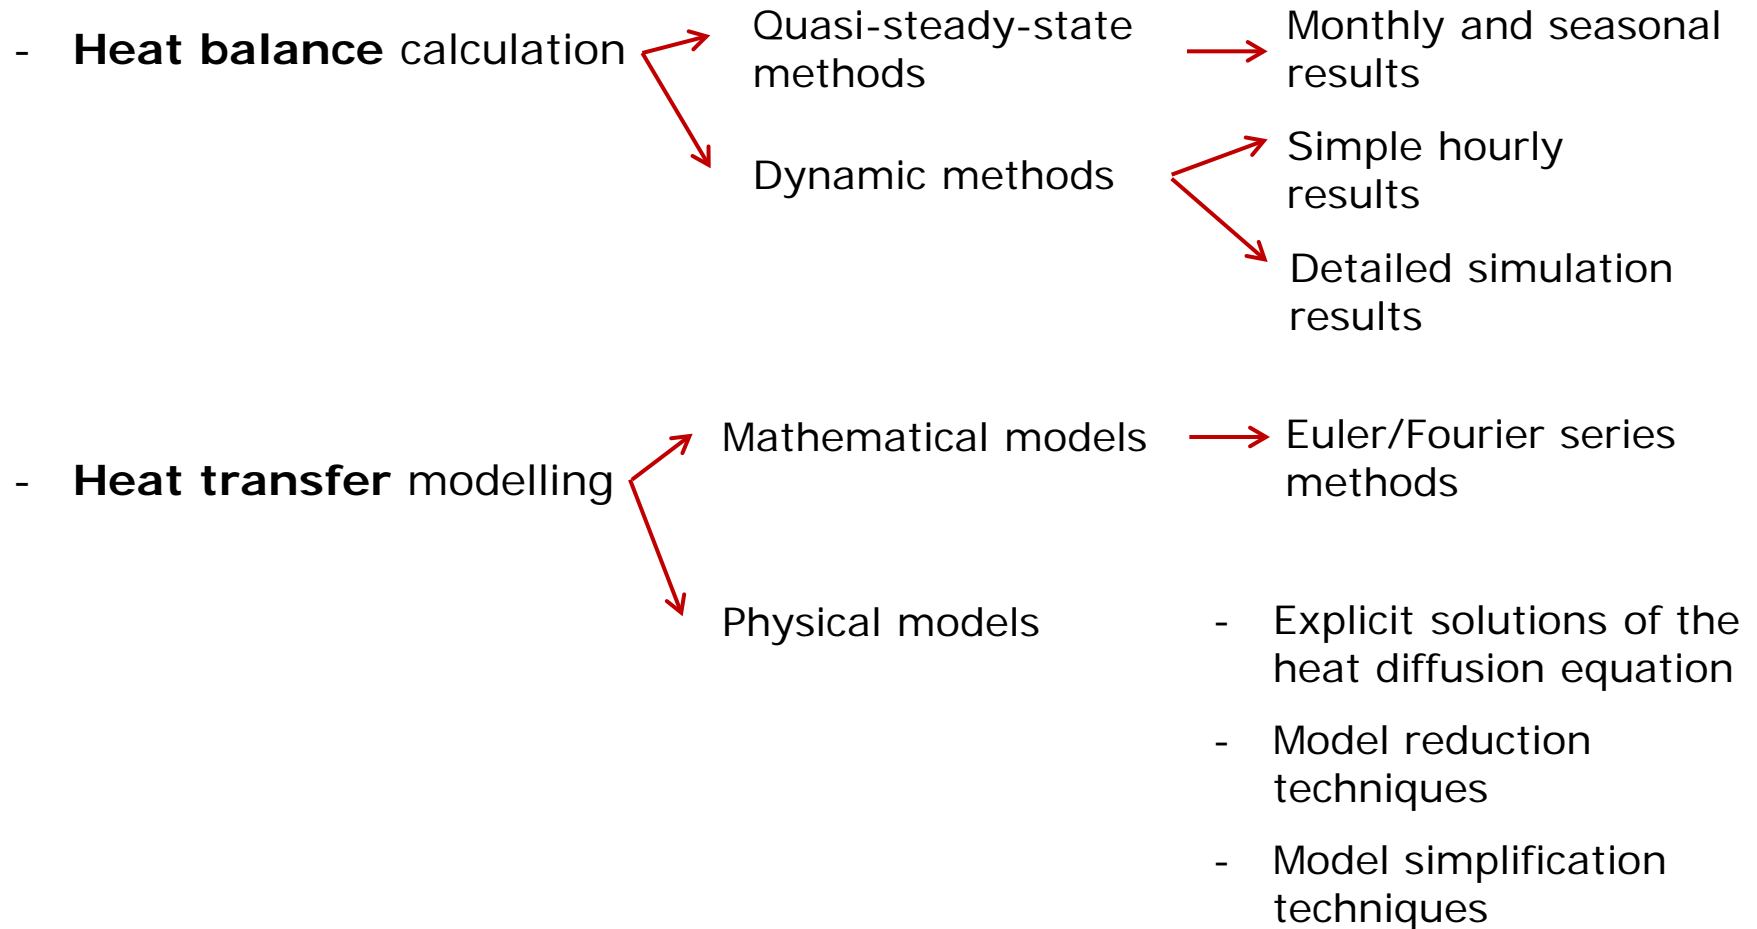 - Heat balance calculation
Quasi-steady-state
methods
Monthly and seasonal
results
Dynamic methods
Simple hourly
results
Detailed simulation
results
- Heat transfer modelling
Mathematical models
Euler/Fourier series
methods
Physical models
- Explicit solutions of the
heat diffusion equation
- Model reduction
techniques
- Model simplification
techniques